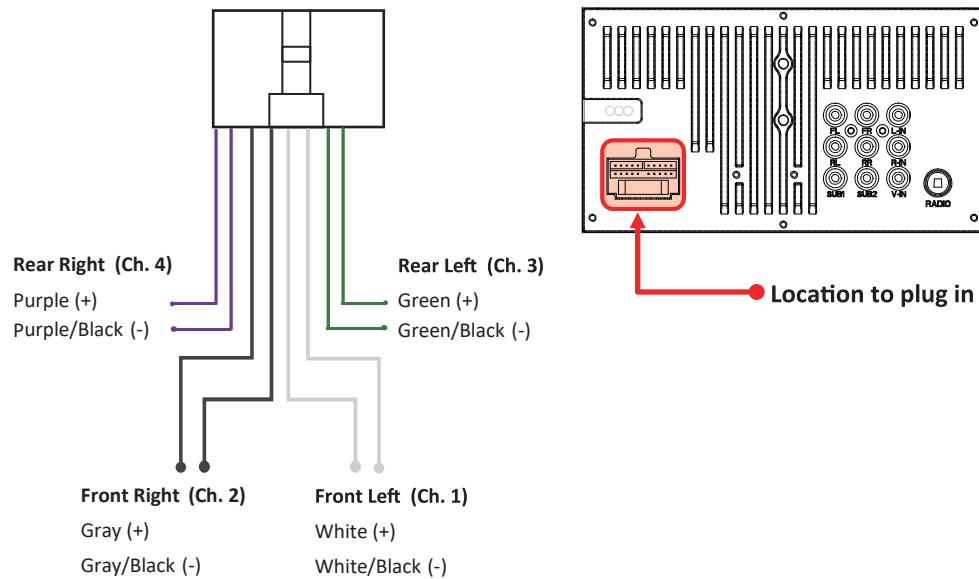 Rear Right (Ch. 4)
Purple (+)
Purple/Black (-)
Rear Left (Ch. 3)
Green (+)
Green/Black (-)
Front Right (Ch. 2)
Gray (+)
Gray/Black (-)
Front Left (Ch. 1)
White (+)
White/Black (-)
FL FR L-IN
RL RR R-IN
SUB1 SUB2 V-IN
RADIO
Location to plug in